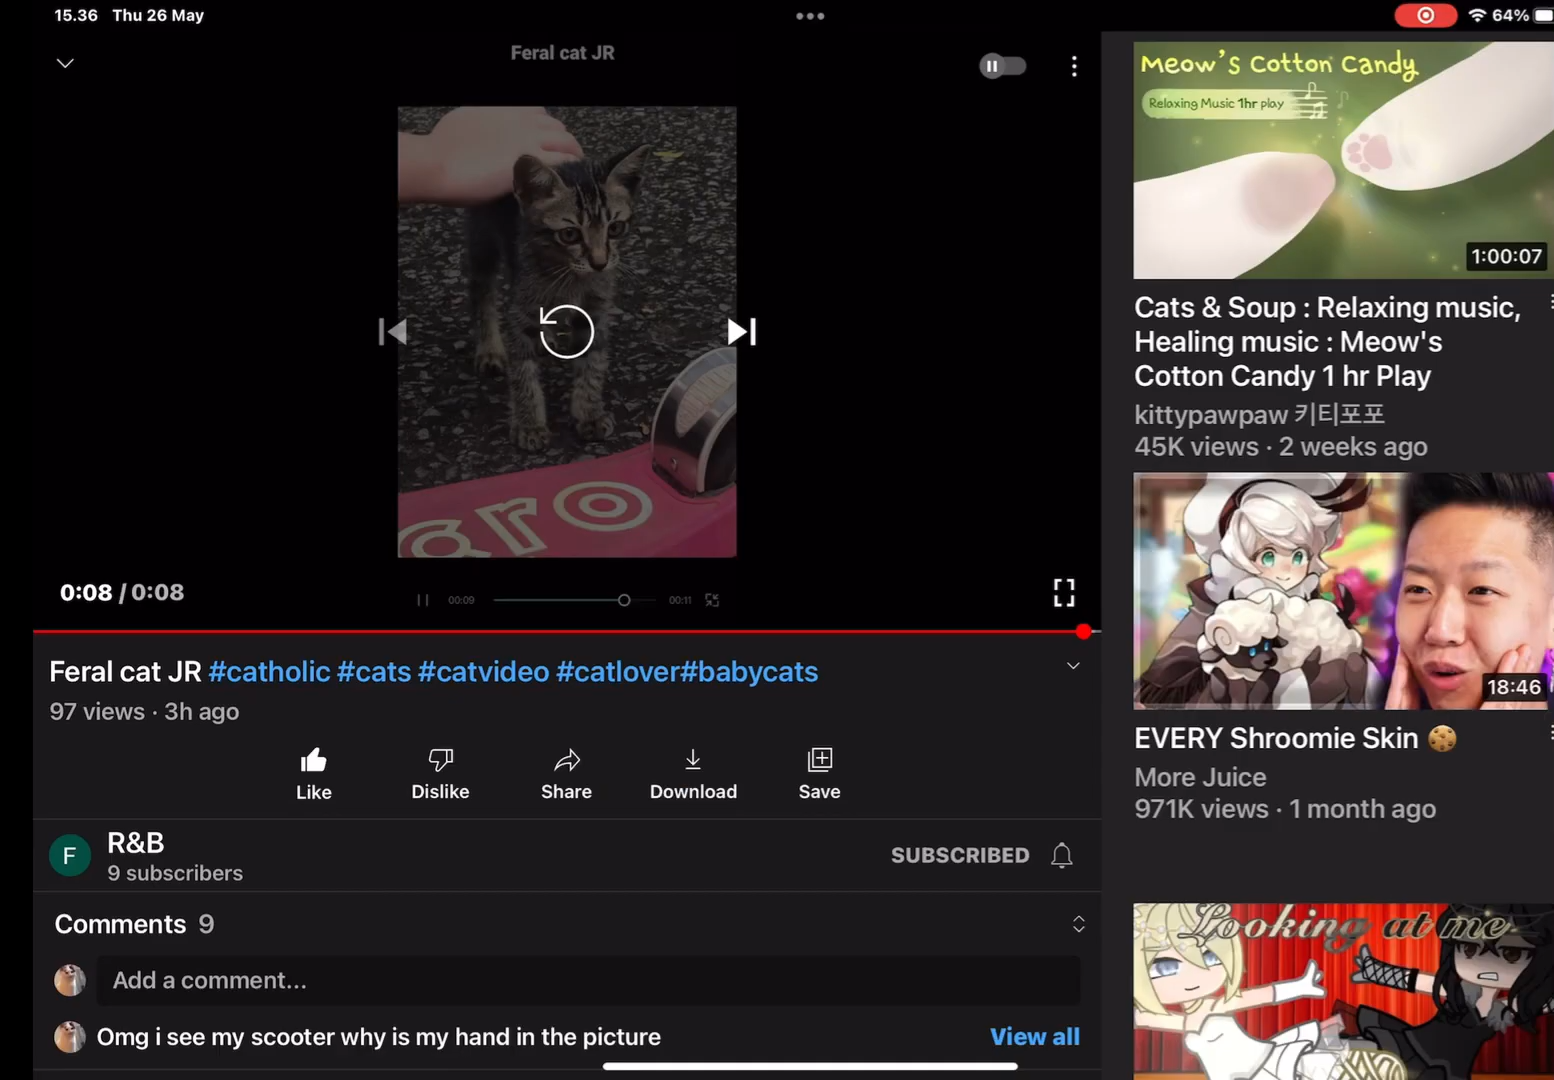 15.36 Thu 26 May
64%
Feral cat JR
gro
0:08 / 0:08
00:09
00:11
Feral cat JR #catholic #cats #catvideo #catlover#babycats
97 views · 3h ago
Like
Dislike
Share
Download
Save
F
R&B
9 subscribers
SUBSCRIBED
Comments 9
Add a comment...
Omg i see my scooter why is my hand in the picture
View all
Meow's Cotton Candy
Relaxing Music 1hr play
1:00:07
Cats & Soup : Relaxing music,
Healing music : Meow's
Cotton Candy 1 hr Play
kittypawpaw 키티포포
45K views · 2 weeks ago
18:46
EVERY Shroomie Skin 🍪
More Juice
971K views · 1 month ago
Looking at me